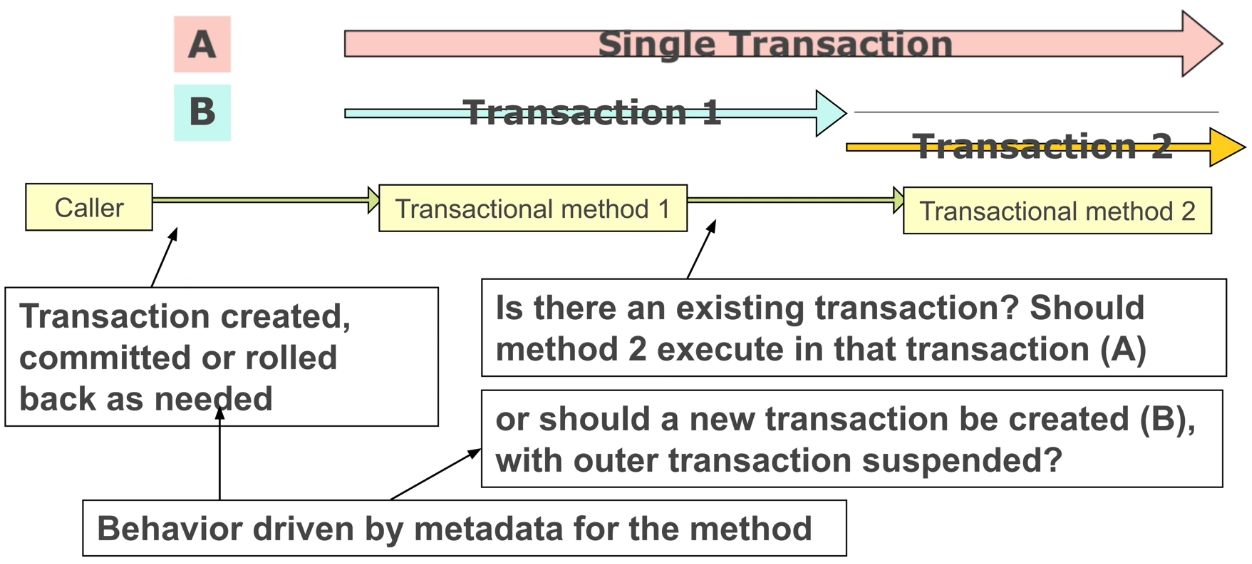 A
Single Transaction
B
Transaction 1
Transaction 2
Caller
Transactional method 1
Transactional method 2
Transaction created,
committed or rolled
back as needed
Is there an existing transaction? Should
method 2 execute in that transaction (A)
or should a new transaction be created (B),
with outer transaction suspended?
Behavior driven by metadata for the method